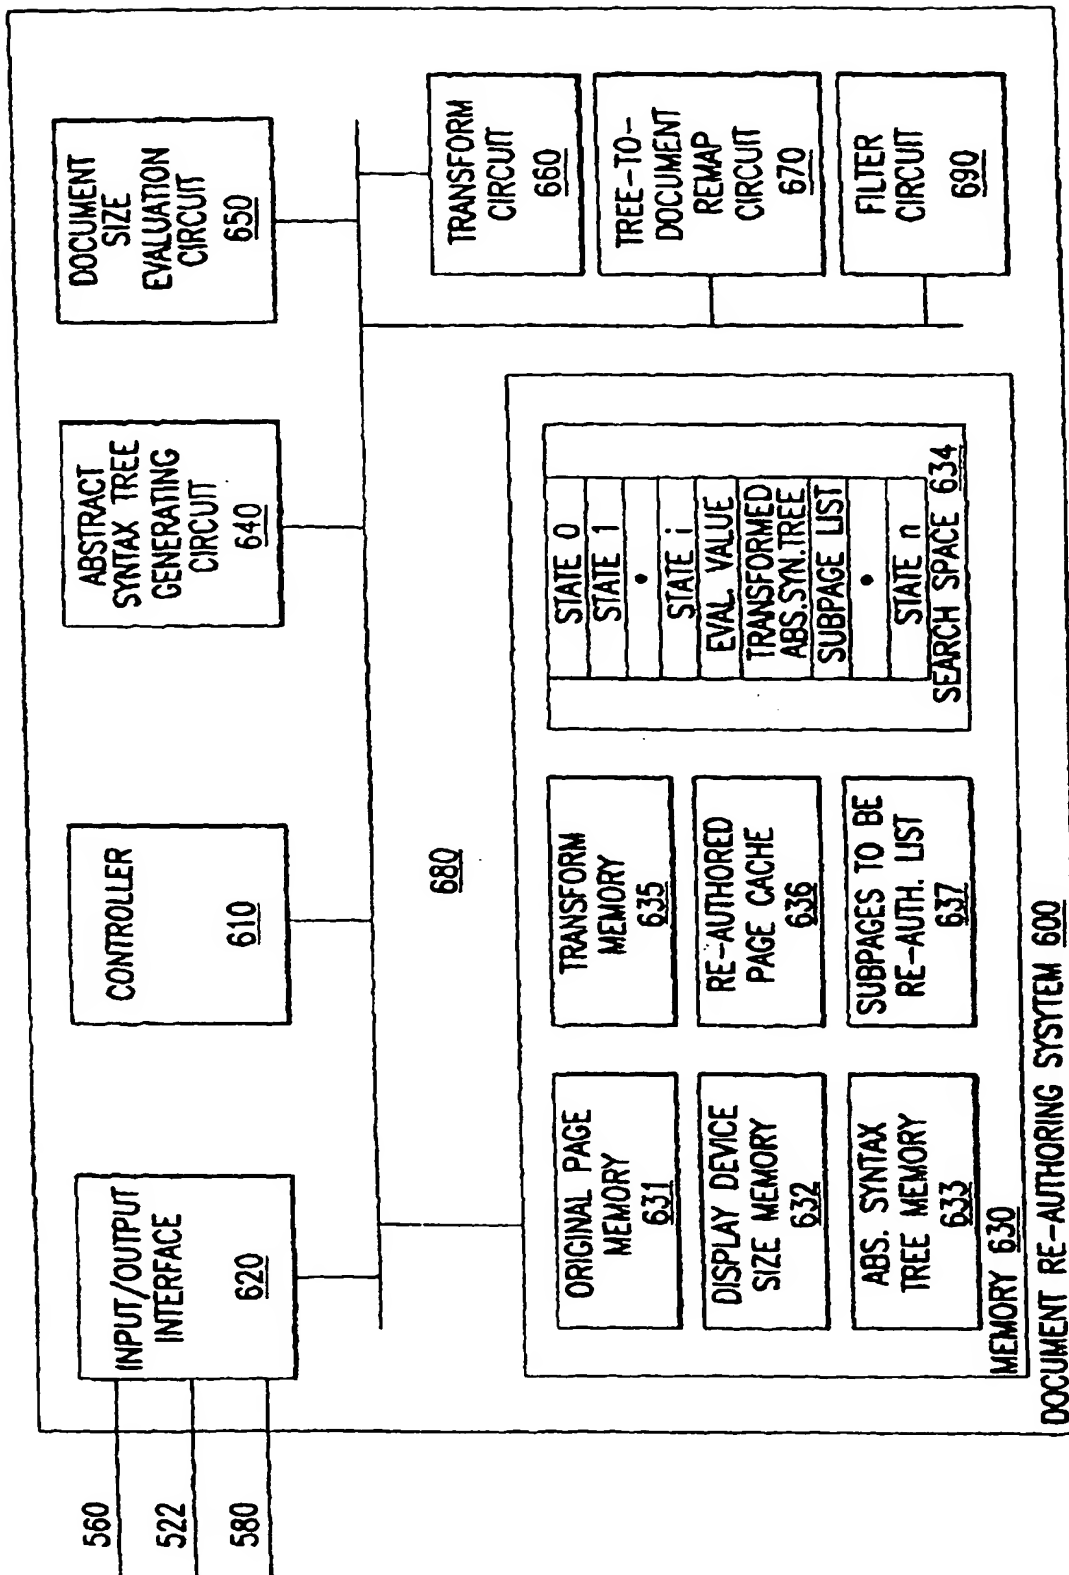 560
522
580
INPUT/OUTPUT
INTERFACE
620
CONTROLLER
610
ABSTRACT
SYNTAX TREE
GENERATING
CIRCUIT
640
DOCUMENT
SIZE
EVALUATION
CIRCUIT
650
680
TRANSFORM
CIRCUIT
660
TREE-TO-
DOCUMENT
REMAP
CIRCUIT
670
FILTER
CIRCUIT
690
ORIGINAL PAGE
MEMORY
631
DISPLAY DEVICE
SIZE MEMORY
632
ABS. SYNTAX
TREE MEMORY
633
TRANSFORM
MEMORY
635
RE-AUTHORED
PAGE CACHE
636
SUBPAGES TO BE
RE-AUTH. LIST
637
STATE 0
STATE 1
•
STATE i
EVAL. VALUE
TRANSFORMED
ABS.SYN.TREE
SUBPAGE LIST
•
STATE n
SEARCH SPACE 634
MEMORY 630
DOCUMENT RE-AUTHORING SYSYTEM 600